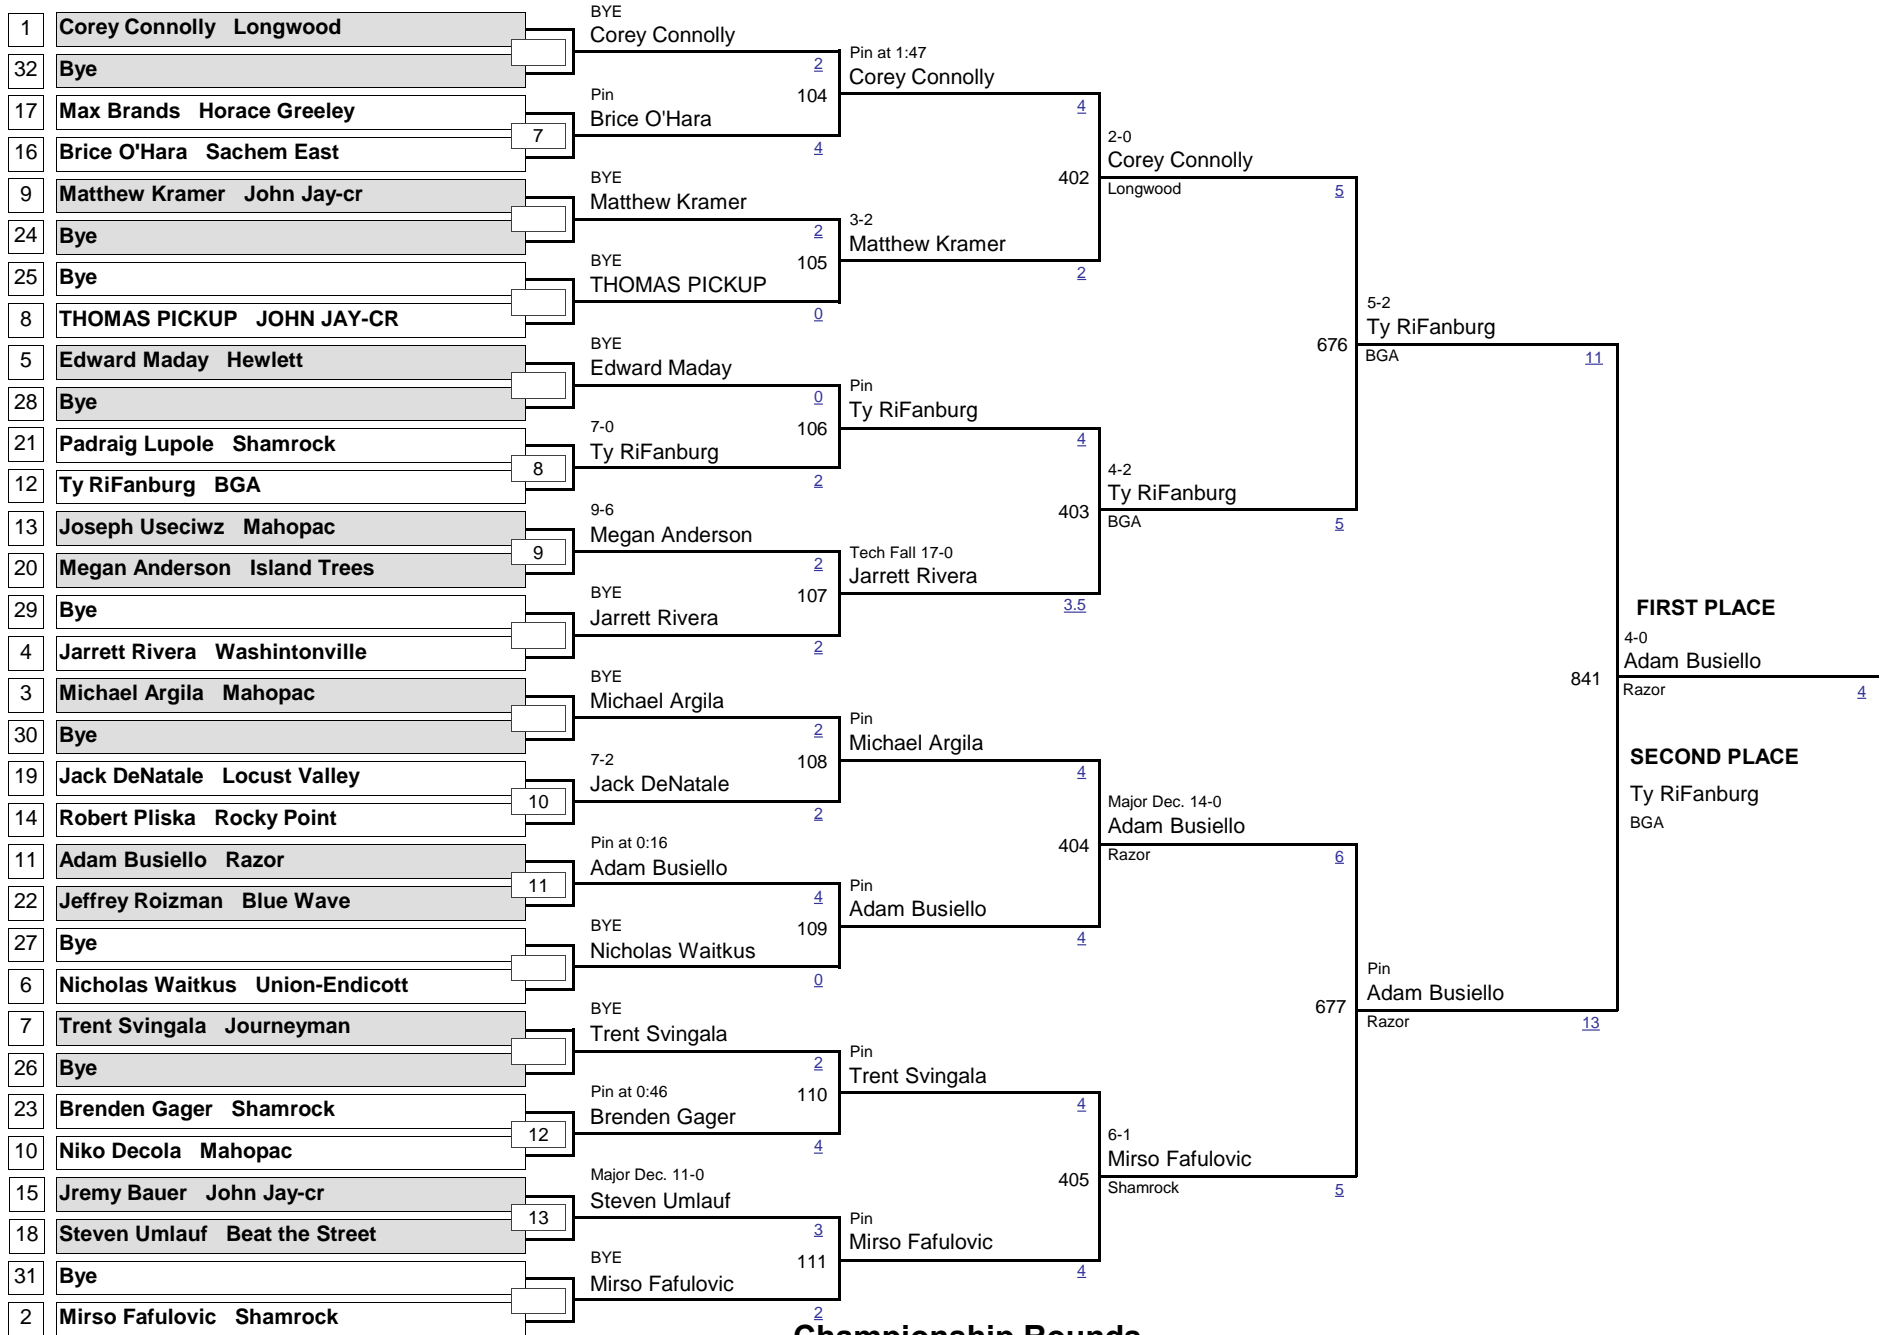 1 Corey Connolly Longwood
32 Bye
17 Max Brands Horace Greeley
7
16 Brice O'Hara Sachem East
9 Matthew Kramer John Jay-cr
24 Bye
25 Bye
8 THOMAS PICKUP JOHN JAY-CR
5 Edward Maday Hewlett
28 Bye
21 Padraig Lupole Shamrock
8
12 Ty RiFanburg BGA
13 Joseph Useciwz Mahopac
9
20 Megan Anderson Island Trees
29 Bye
4 Jarrett Rivera Washintonville
3 Michael Argila Mahopac
30 Bye
19 Jack DeNatale Locust Valley
10
14 Robert Pliska Rocky Point
11 Adam Busiello Razor
11
22 Jeffrey Roizman Blue Wave
27 Bye
6 Nicholas Waitkus Union-Endicott
7 Trent Svingala Journeyman
26 Bye
23 Brenden Gager Shamrock
12
10 Niko Decola Mahopac
15 Jremy Bauer John Jay-cr
13
18 Steven Umlauf Beat the Street
31 Bye
2 Mirso Fafulovic Shamrock
BYE
Corey Connolly
2
104
Pin
Brice O'Hara
4
BYE
Matthew Kramer
2
105
BYE
THOMAS PICKUP
0
BYE
Edward Maday
0
106
7-0
Ty RiFanburg
2
9-6
Megan Anderson
2
107
BYE
Jarrett Rivera
2
BYE
Michael Argila
2
108
7-2
Jack DeNatale
2
Pin at 0:16
Adam Busiello
4
109
BYE
Nicholas Waitkus
0
BYE
Trent Svingala
2
110
Pin at 0:46
Brenden Gager
4
Major Dec. 11-0
Steven Umlauf
3
111
BYE
Mirso Fafulovic
2
Pin at 1:47
Corey Connolly
4
402
3-2
Matthew Kramer
2
Pin
Ty RiFanburg
4
403
Tech Fall 17-0
Jarrett Rivera
3.5
Pin
Michael Argila
4
404
Pin
Adam Busiello
4
Pin
Trent Svingala
4
405
Pin
Mirso Fafulovic
4
2-0
Corey Connolly
Longwood
5
676
4-2
Ty RiFanburg
BGA
5
Major Dec. 14-0
Adam Busiello
Razor
6
677
6-1
Mirso Fafulovic
Shamrock
5
5-2
Ty RiFanburg
BGA
11
841
Pin
Adam Busiello
Razor
13
FIRST PLACE
4-0
Adam Busiello
Razor
4
SECOND PLACE
Ty RiFanburg
BGA
Championship Rounds